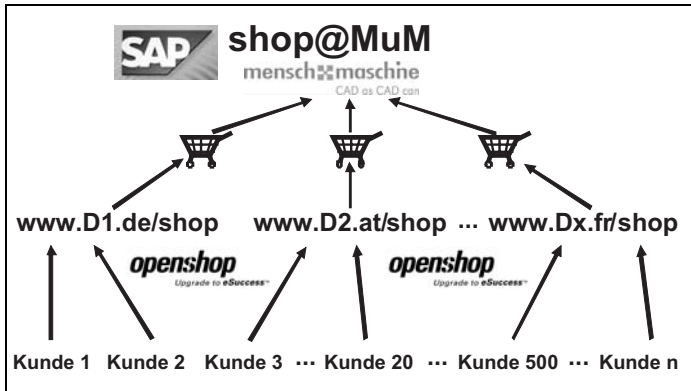 SAP shop@MuM
mensch maschine
CAD as CAD can
www.D1.de/shop www.D2.at/shop ... www.Dx.fr/shop
openshop openshop
Upgrade to eSuccess™ Upgrade to eSuccess™
Kunde 1 Kunde 2 Kunde 3 ... Kunde 20 ... Kunde 500 ... Kunde n